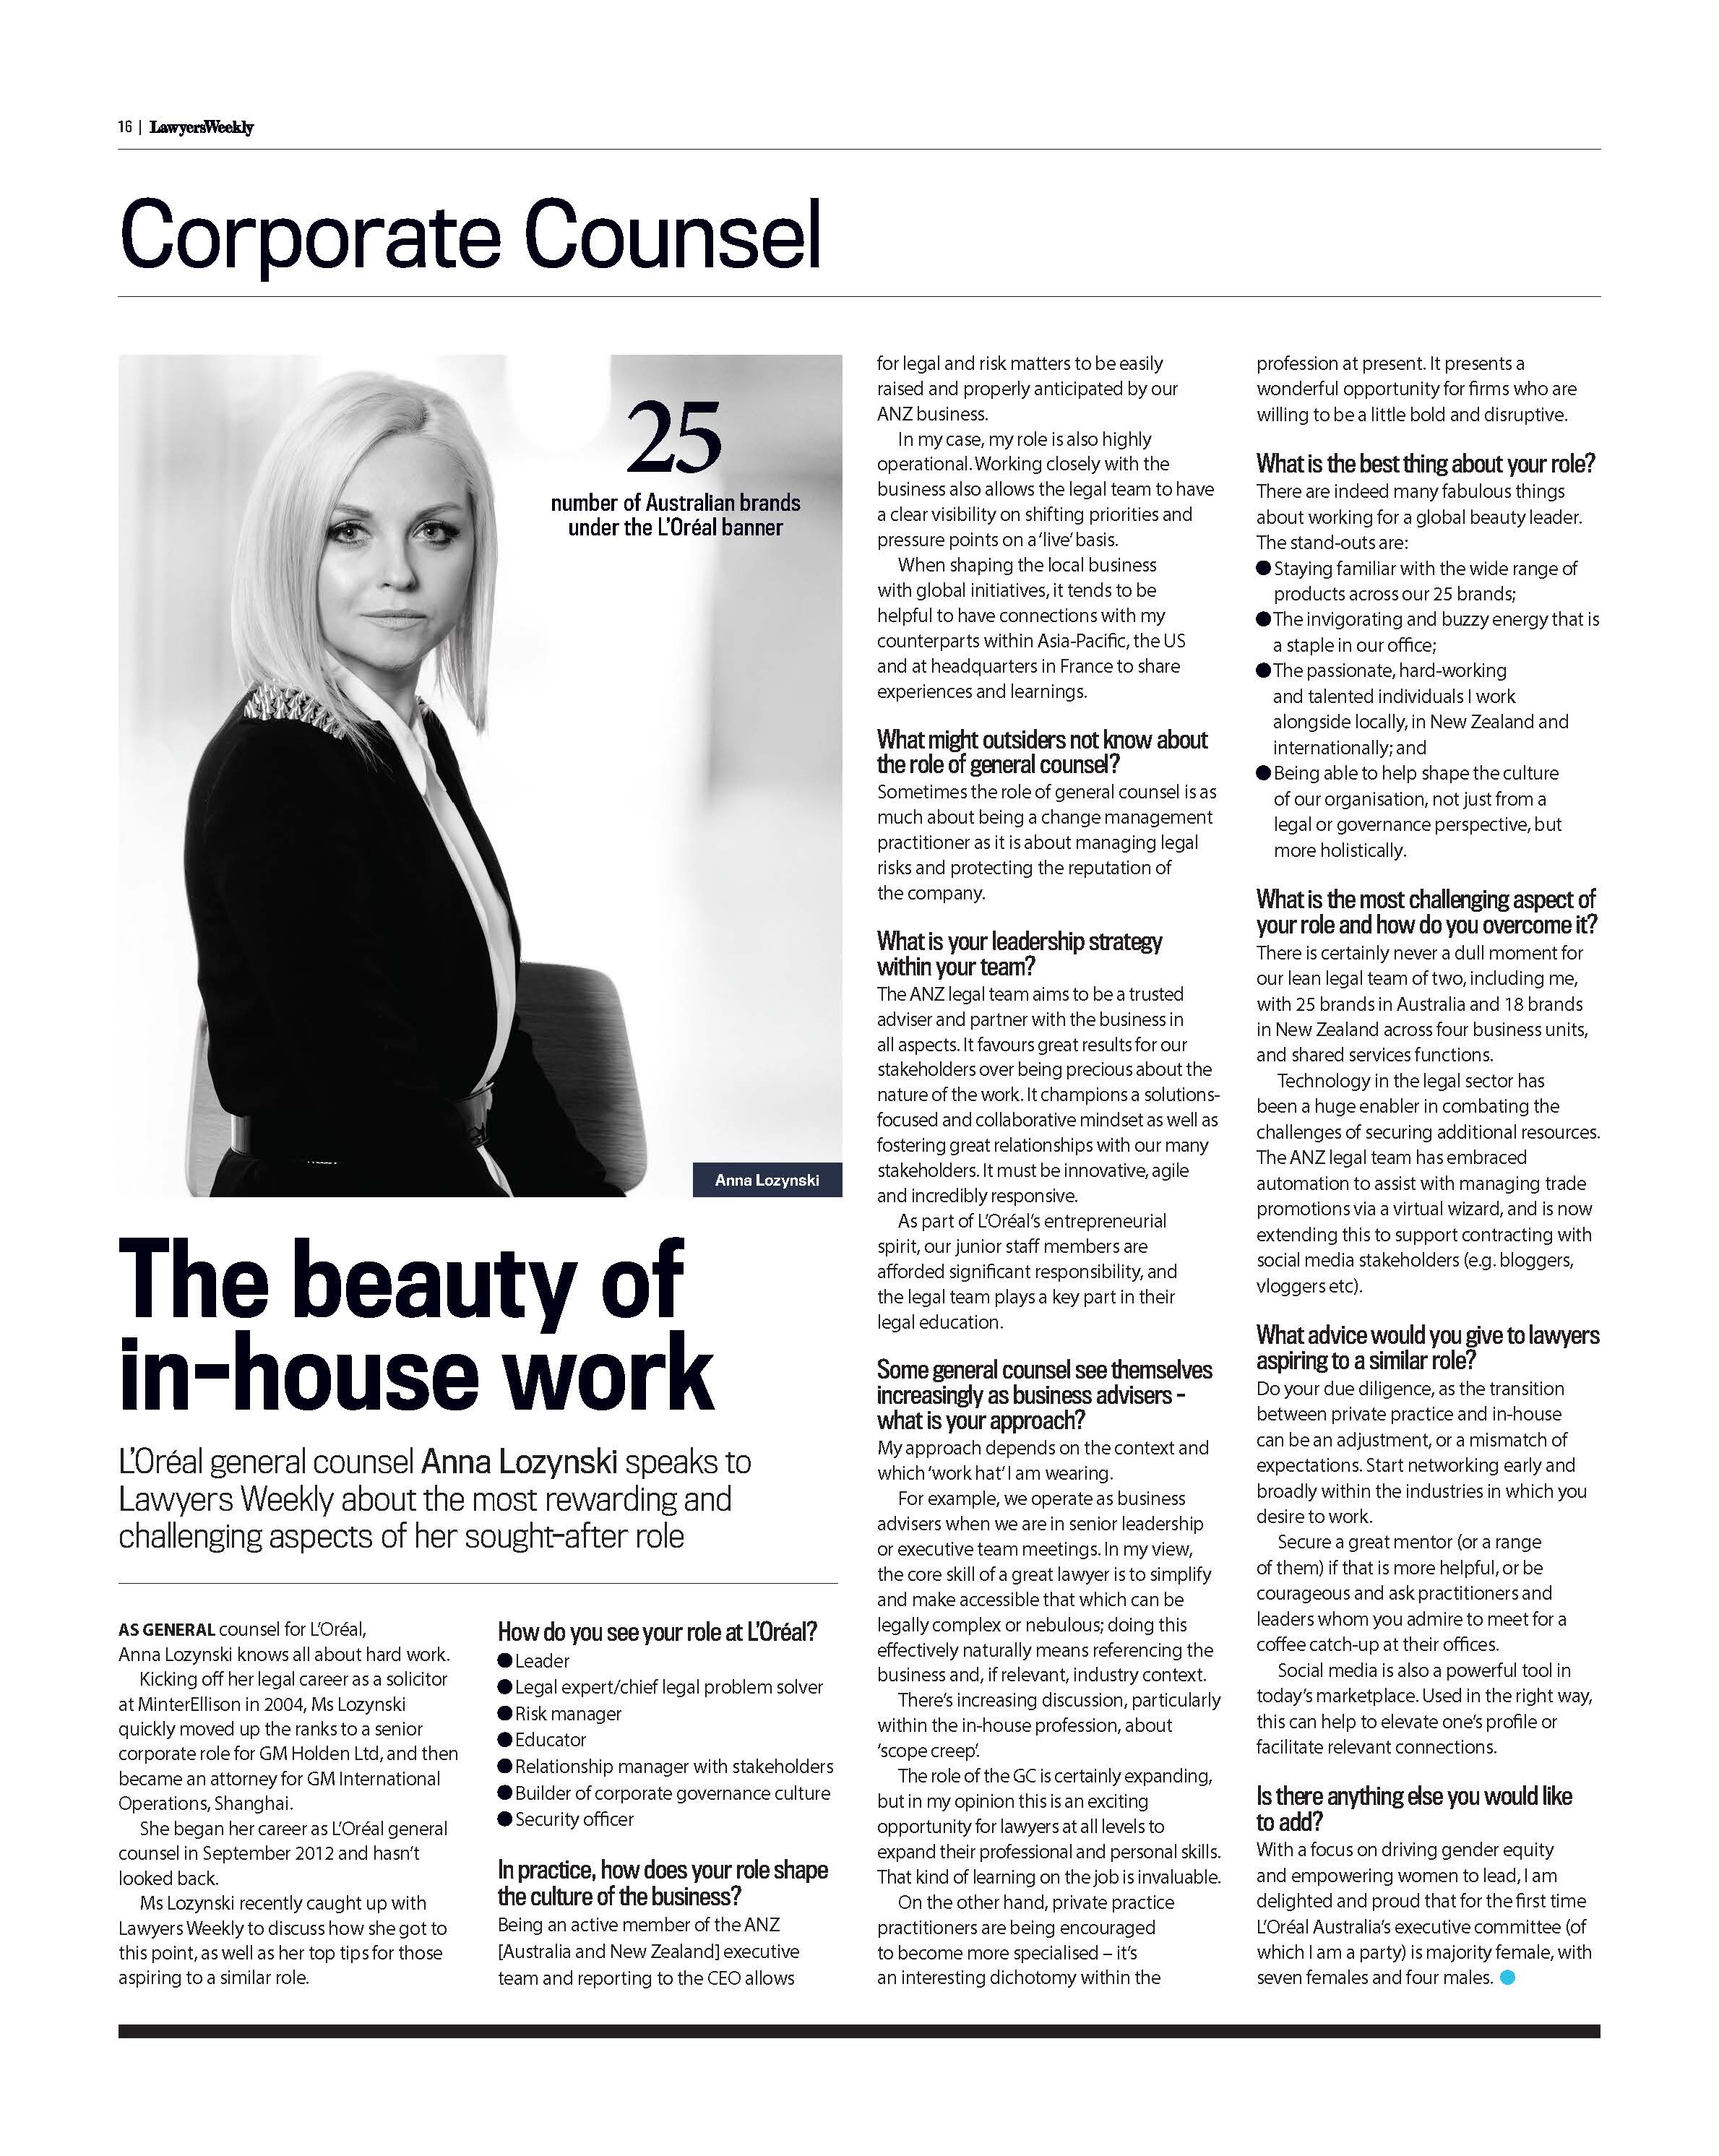 16 | LawyersWeekly
Corporate Counsel
25
number of Australian brands
under the L'Oréal banner
Anna Lozynski
The beauty of
in-house work
L'Oréal general counsel Anna Lozynski speaks to
Lawyers Weekly about the most rewarding and
challenging aspects of her sought-after role
AS GENERAL counsel for L'Oréal,
Anna Lozynski knows all about hard work.
Kicking off her legal career as a solicitor
at MinterEllison in 2004, Ms Lozynski
quickly moved up the ranks to a senior
corporate role for GM Holden Ltd, and then
became an attorney for GM International
Operations, Shanghai.
She began her career as L'Oréal general
counsel in September 2012 and hasn't
looked back.
Ms Lozynski recently caught up with
Lawyers Weekly to discuss how she got to
this point, as well as her top tips for those
aspiring to a similar role.
How do you see your role at L'Oréal?
● Leader
● Legal expert/chief legal problem solver
● Risk manager
● Educator
● Relationship manager with stakeholders
● Builder of corporate governance culture
● Security officer
In practice, how does your role shape
the culture of the business?
Being an active member of the ANZ
[Australia and New Zealand] executive
team and reporting to the CEO allows
for legal and risk matters to be easily
raised and properly anticipated by our
ANZ business.
In my case, my role is also highly
operational. Working closely with the
business also allows the legal team to have
a clear visibility on shifting priorities and
pressure points on a 'live' basis.
When shaping the local business
with global initiatives, it tends to be
helpful to have connections with my
counterparts within Asia-Pacific, the US
and at headquarters in France to share
experiences and learnings.
What might outsiders not know about
the role of general counsel?
Sometimes the role of general counsel is as
much about being a change management
practitioner as it is about managing legal
risks and protecting the reputation of
the company.
What is your leadership strategy
within your team?
The ANZ legal team aims to be a trusted
adviser and partner with the business in
all aspects. It favours great results for our
stakeholders over being precious about the
nature of the work. It champions a solutions-
focused and collaborative mindset as well as
fostering great relationships with our many
stakeholders. It must be innovative, agile
and incredibly responsive.
As part of L'Oréal's entrepreneurial
spirit, our junior staff members are
afforded significant responsibility, and
the legal team plays a key part in their
legal education.
Some general counsel see themselves
increasingly as business advisers –
what is your approach?
My approach depends on the context and
which 'work hat' I am wearing.
For example, we operate as business
advisers when we are in senior leadership
or executive team meetings. In my view,
the core skill of a great lawyer is to simplify
and make accessible that which can be
legally complex or nebulous; doing this
effectively naturally means referencing the
business and, if relevant, industry context.
There's increasing discussion, particularly
within the in-house profession, about
'scope creep'.
The role of the GC is certainly expanding,
but in my opinion this is an exciting
opportunity for lawyers at all levels to
expand their professional and personal skills.
That kind of learning on the job is invaluable.
On the other hand, private practice
practitioners are being encouraged
to become more specialised – it's
an interesting dichotomy within the
profession at present. It presents a
wonderful opportunity for firms who are
willing to be a little bold and disruptive.
What is the best thing about your role?
There are indeed many fabulous things
about working for a global beauty leader.
The stand-outs are:
● Staying familiar with the wide range of
products across our 25 brands;
● The invigorating and buzzy energy that is
a staple in our office;
● The passionate, hard-working
and talented individuals I work
alongside locally, in New Zealand and
internationally; and
● Being able to help shape the culture
of our organisation, not just from a
legal or governance perspective, but
more holistically.
What is the most challenging aspect of
your role and how do you overcome it?
There is certainly never a dull moment for
our lean legal team of two, including me,
with 25 brands in Australia and 18 brands
in New Zealand across four business units,
and shared services functions.
Technology in the legal sector has
been a huge enabler in combating the
challenges of securing additional resources.
The ANZ legal team has embraced
automation to assist with managing trade
promotions via a virtual wizard, and is now
extending this to support contracting with
social media stakeholders (e.g. bloggers,
vloggers etc).
What advice would you give to lawyers
aspiring to a similar role?
Do your due diligence, as the transition
between private practice and in-house
can be an adjustment, or a mismatch of
expectations. Start networking early and
broadly within the industries in which you
desire to work.
Secure a great mentor (or a range
of them) if that is more helpful, or be
courageous and ask practitioners and
leaders whom you admire to meet for a
coffee catch-up at their offices.
Social media is also a powerful tool in
today's marketplace. Used in the right way,
this can help to elevate one's profile or
facilitate relevant connections.
Is there anything else you would like
to add?
With a focus on driving gender equity
and empowering women to lead, I am
delighted and proud that for the first time
L'Oréal Australia's executive committee (of
which I am a party) is majority female, with
seven females and four males. ●